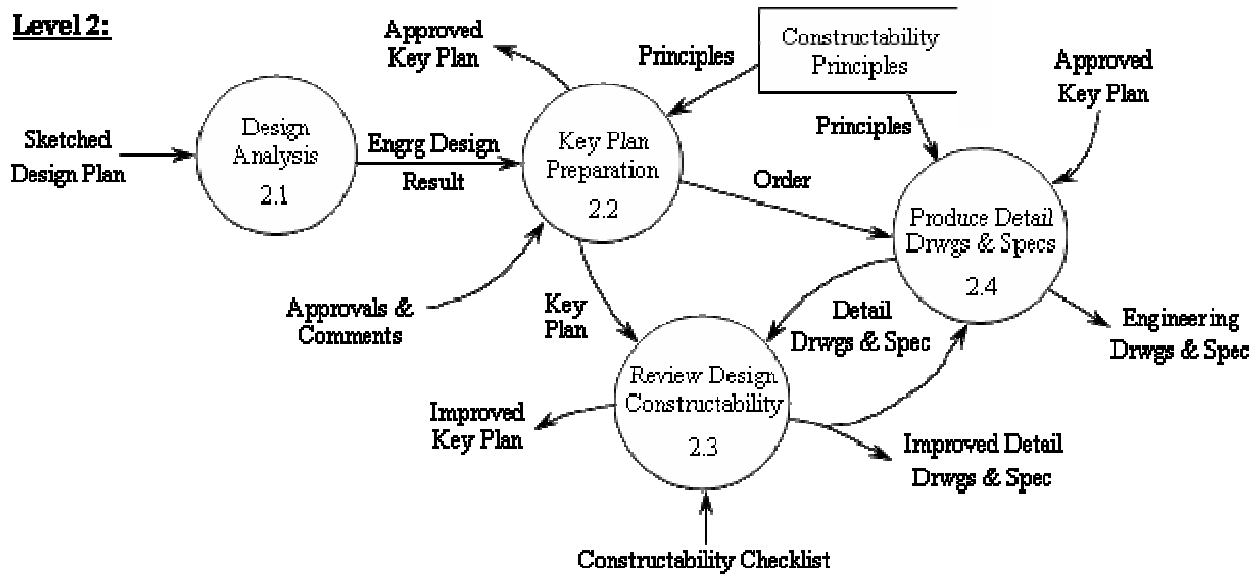 Level 2:
Approved
Key Plan
Principles
Constructability
Principles
Approved
Key Plan
Sketched
Design Plan
Design
Analysis
2.1
Engrg Design
Result
Key Plan
Preparation
2.2
Principles
Order
Produce Detail
Drwgs & Specs
2.4
Approvals &
Comments
Key
Plan
Detail
Drwgs & Spec
Engineering
Drwgs & Spec
Review Design
Constructability
2.3
Improved
Key Plan
Improved Detail
Drwgs & Spec
Constructability Checklist